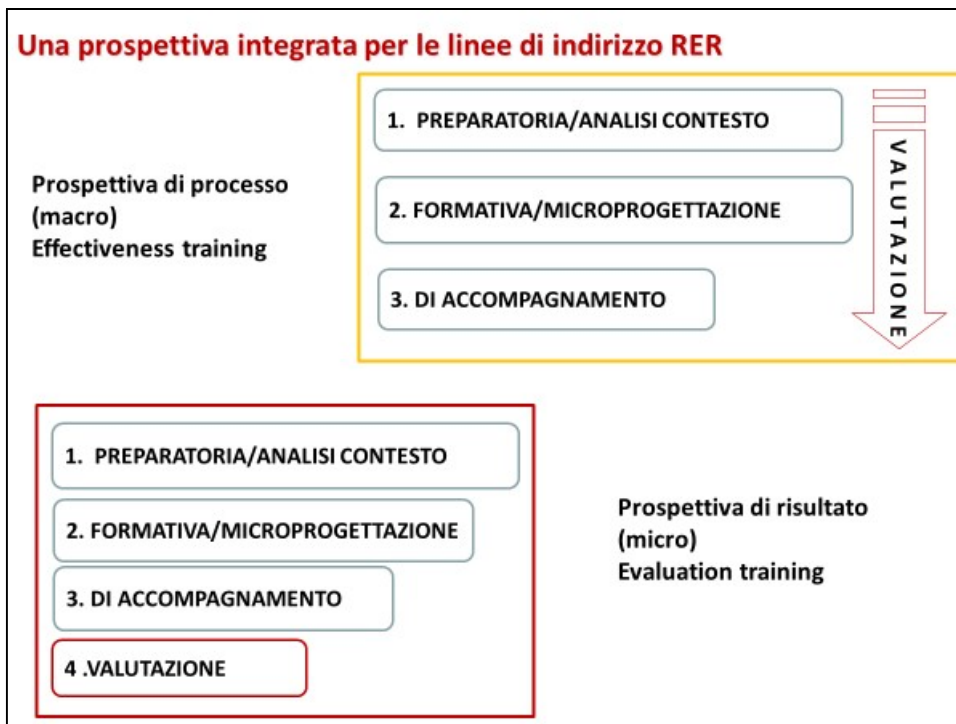 Una prospettiva integrata per le linee di indirizzo RER
1. PREPARATORIA/ANALISI CONTESTO
2. FORMATIVA/MICROPROGETTAZIONE
3. DI ACCOMPAGNAMENTO
VALUTAZIONE
Prospettiva di processo
(macro)
Effectiveness training
1. PREPARATORIA/ANALISI CONTESTO
2. FORMATIVA/MICROPROGETTAZIONE
3. DI ACCOMPAGNAMENTO
4 .VALUTAZIONE
Prospettiva di risultato
(micro)
Evaluation training